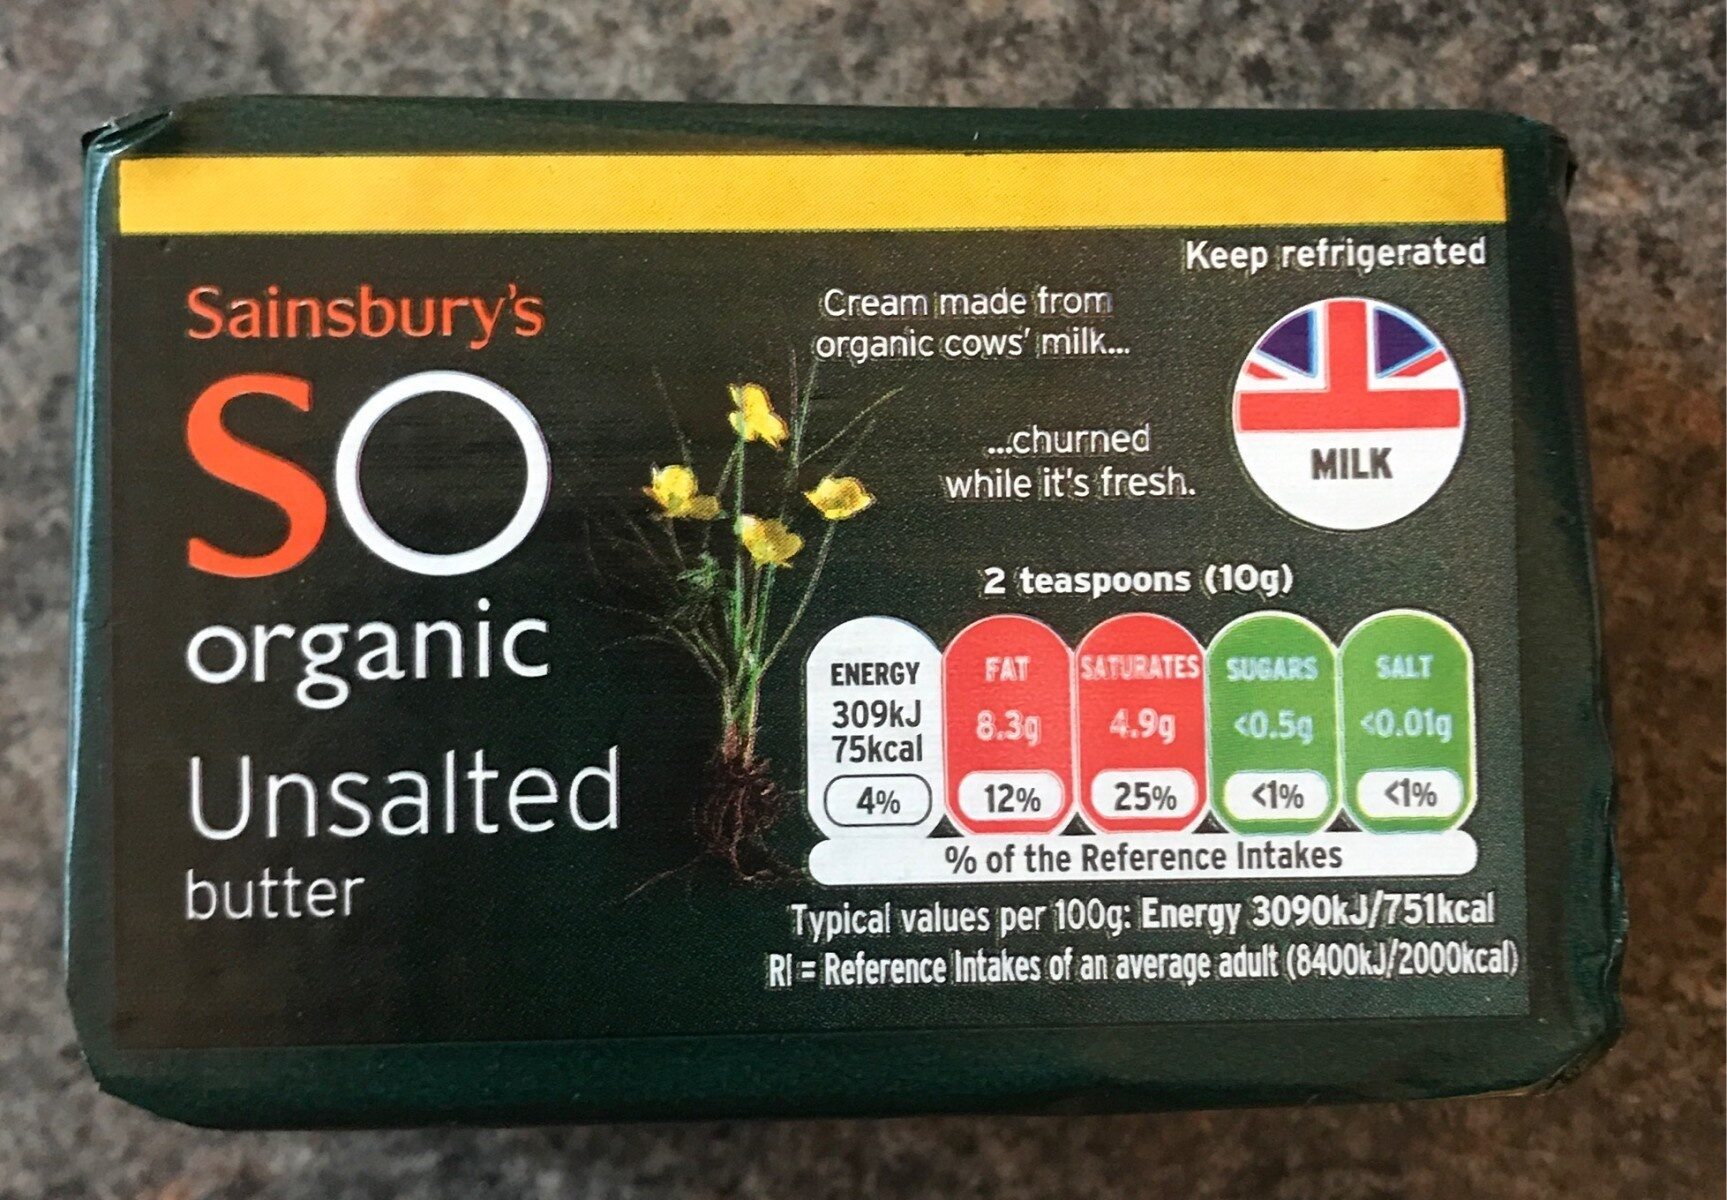 Keep refrigerated
Sainsbury's
SO
organic
Unsalted
butter
Cream made from
organic cows' milk...
...churned
while it's fresh.
MILK
2 teaspoons (10g)
ENERGY FAT SATURATES SUGARS SALT
309kJ 8.3g 4.9g <0.5g <0.01g
75kcal
4% 12% 25% <1% <1%
% of the Reference Intakes
Typical values per 100g: Energy 3090kJ/751kcal
RI = Reference Intakes of an average adult (8400kJ/2000kcal)